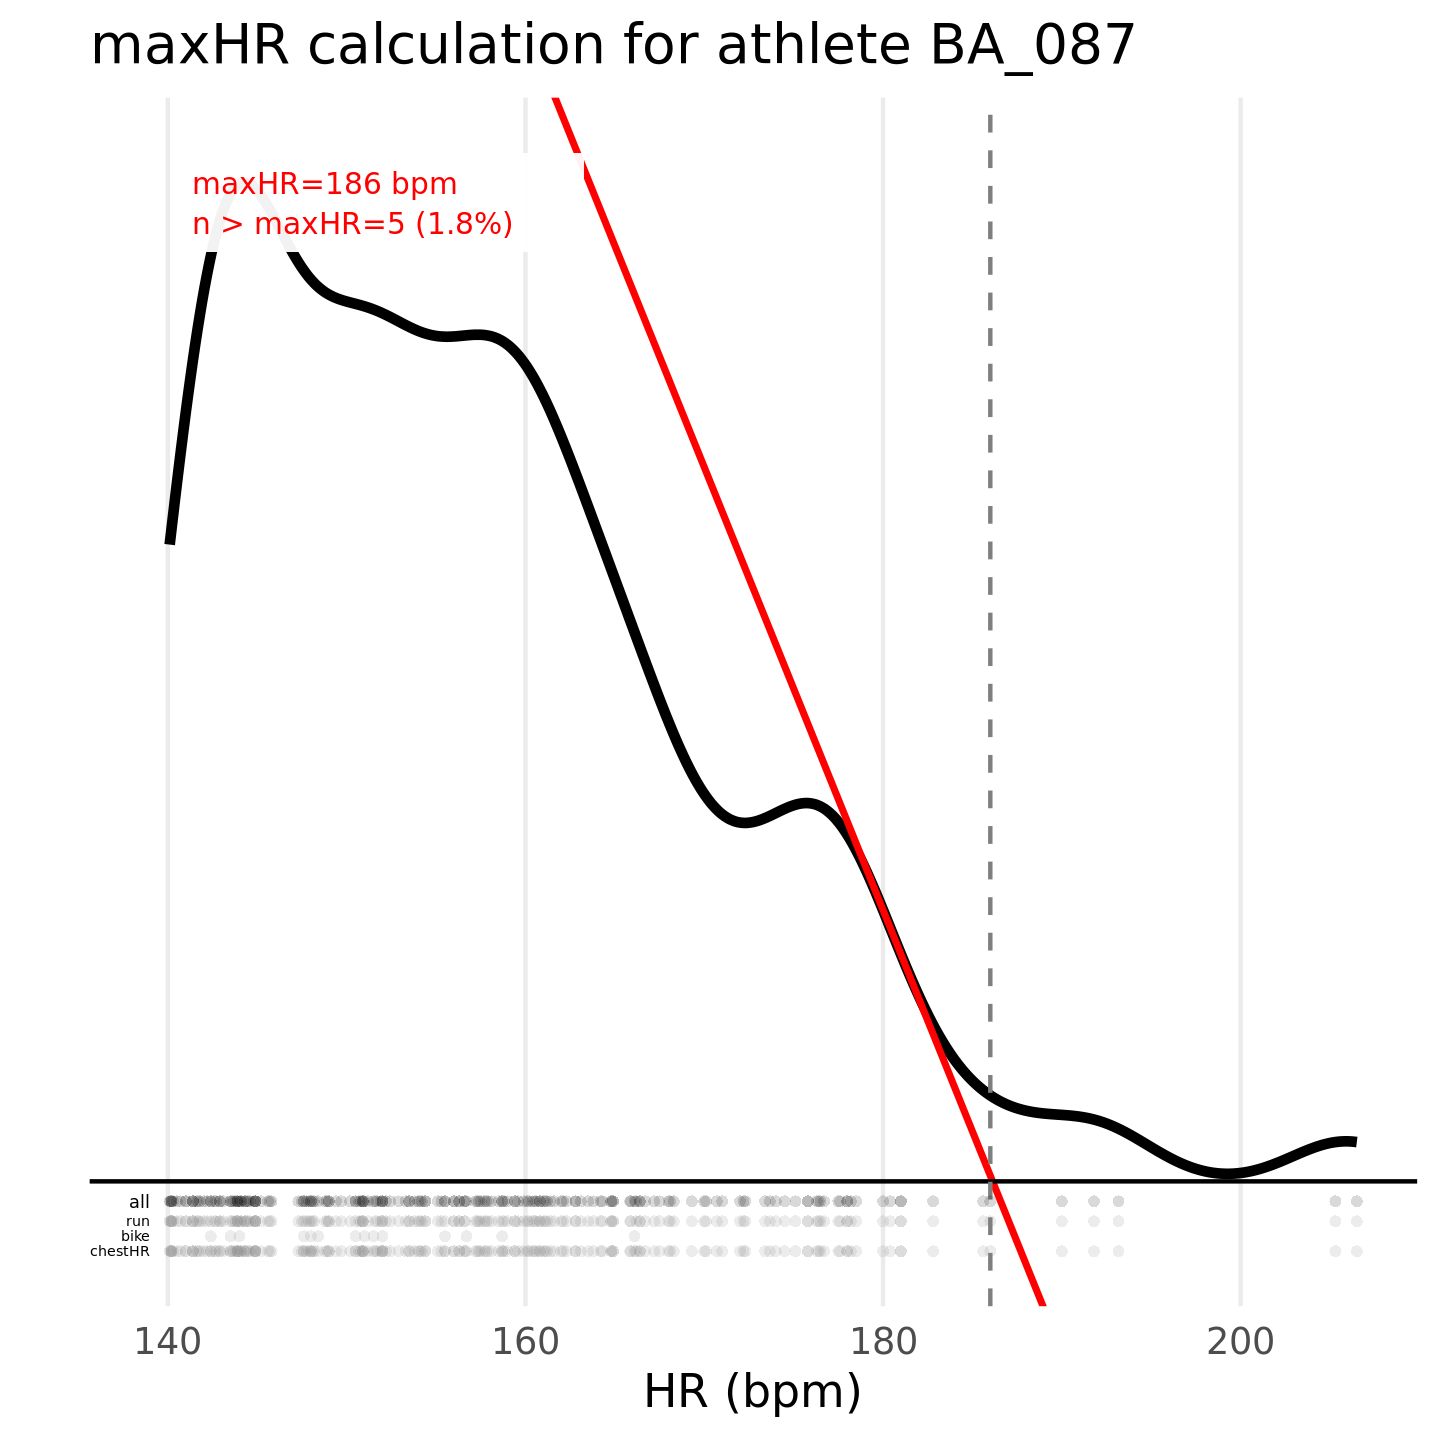 maxHR calculation for athlete BA_087
maxHR=186 bpm
n > maxHR=5 (1.8%)
all
run
bike
chestHR
140 160 180 200
HR (bpm)